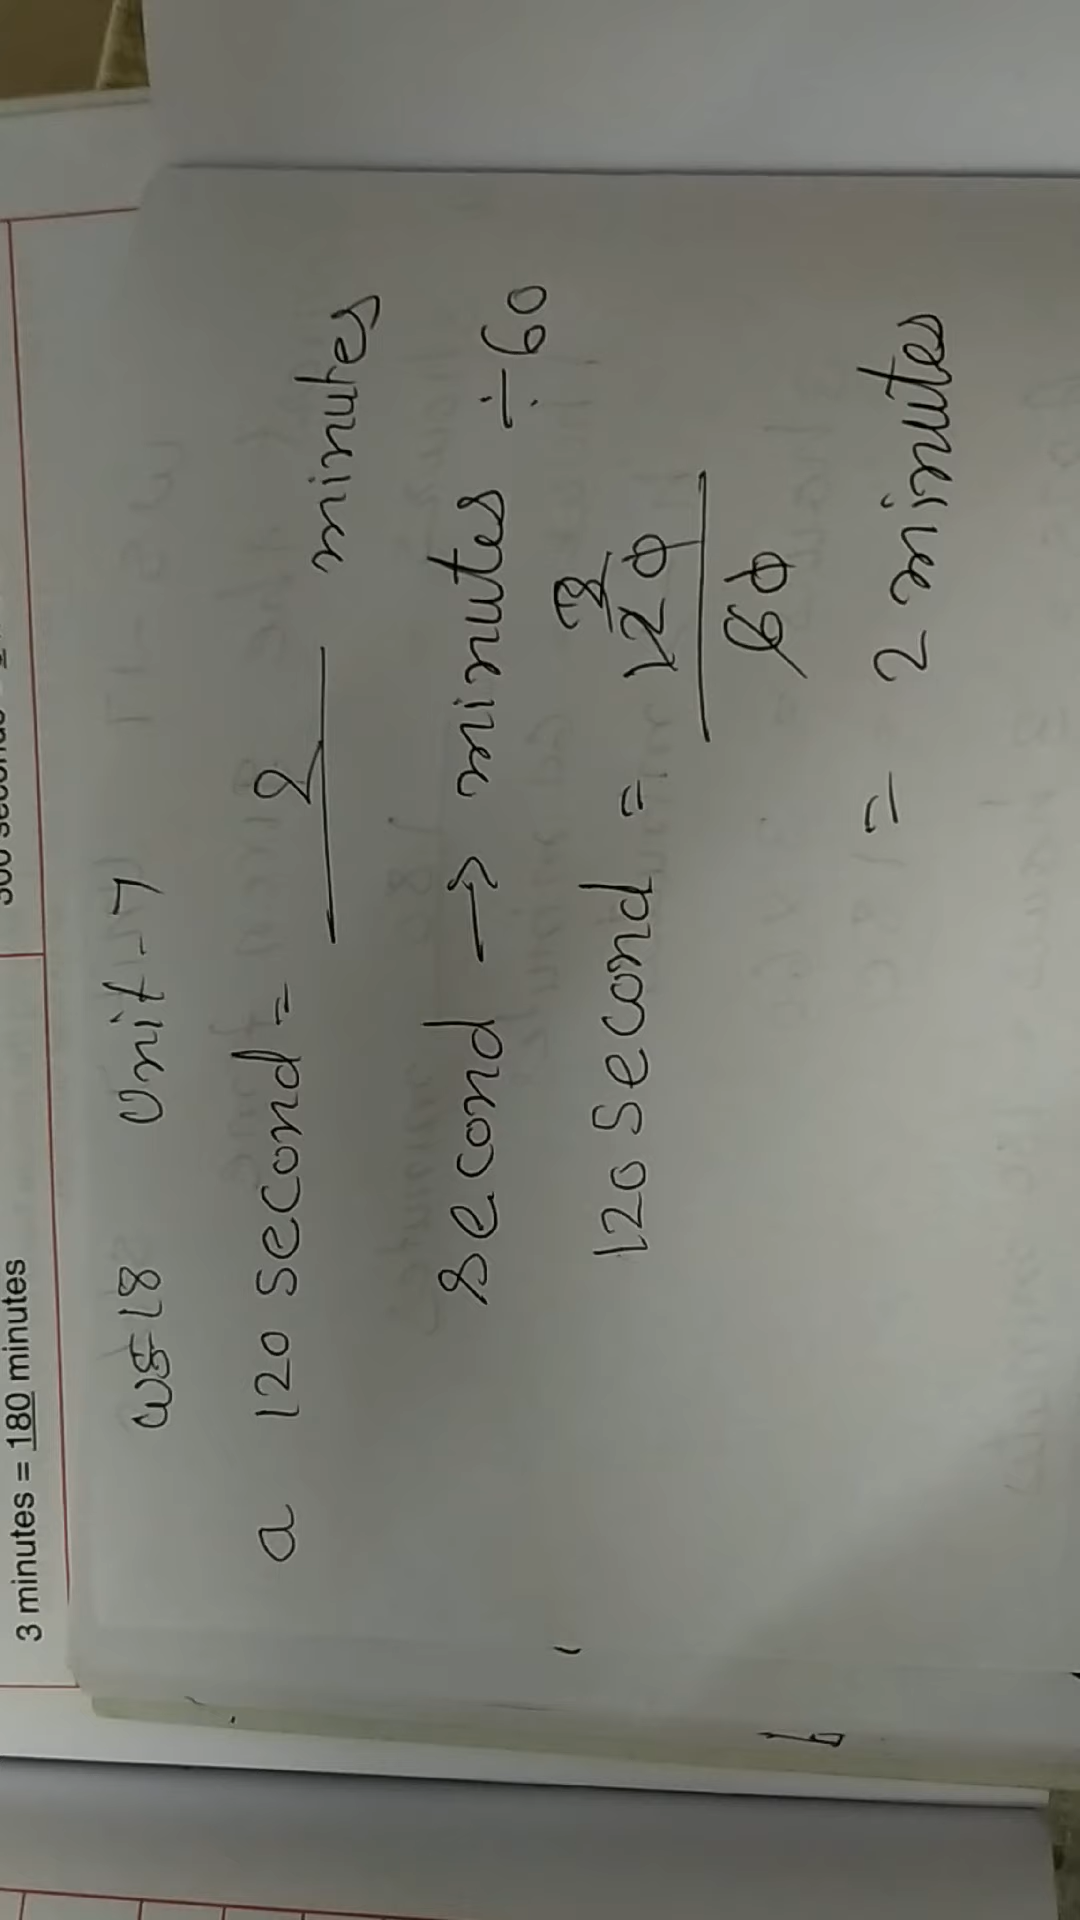 3 minutes = 180 minutes
WS-18 Unit-7
a 120 second = 2 minutes
second → minutes ÷60
120 second = 120
2
60
= 2 minutes